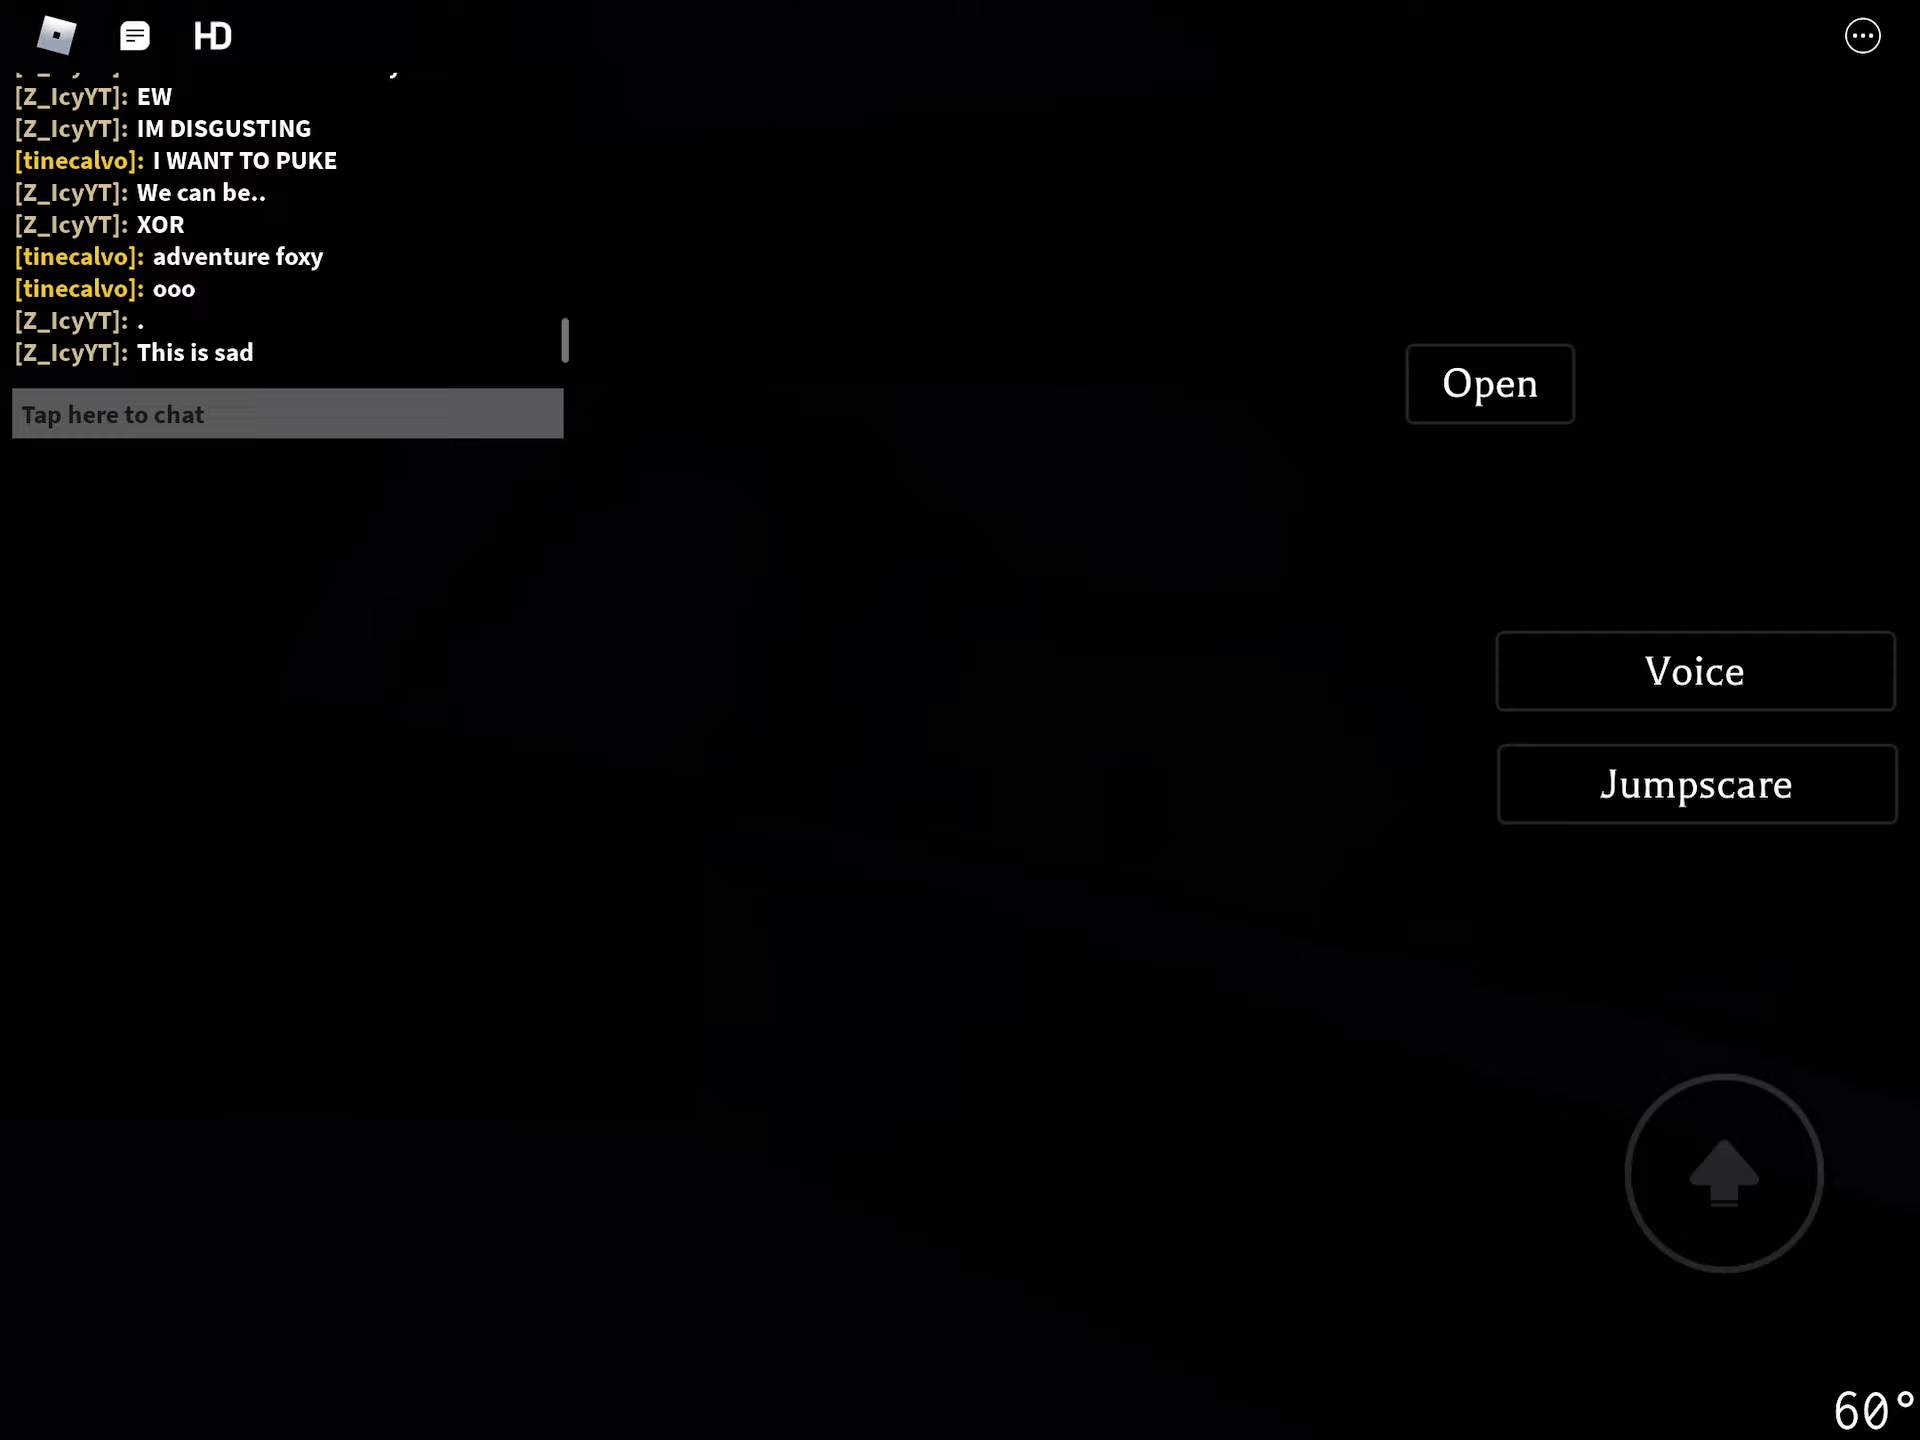 HD
[Z_IcyYT]: EW
[Z_IcyYT]: IM DISGUSTING
[tinecalvo]: I WANT TO PUKE
[Z_IcyYT]: We can be..
[Z_IcyYT]: XOR
[tinecalvo]: adventure foxy
[tinecalvo]: ooo
[Z_IcyYT]: .
[Z_IcyYT]: This is sad
Tap here to chat
Open
Voice
Jumpscare
60°